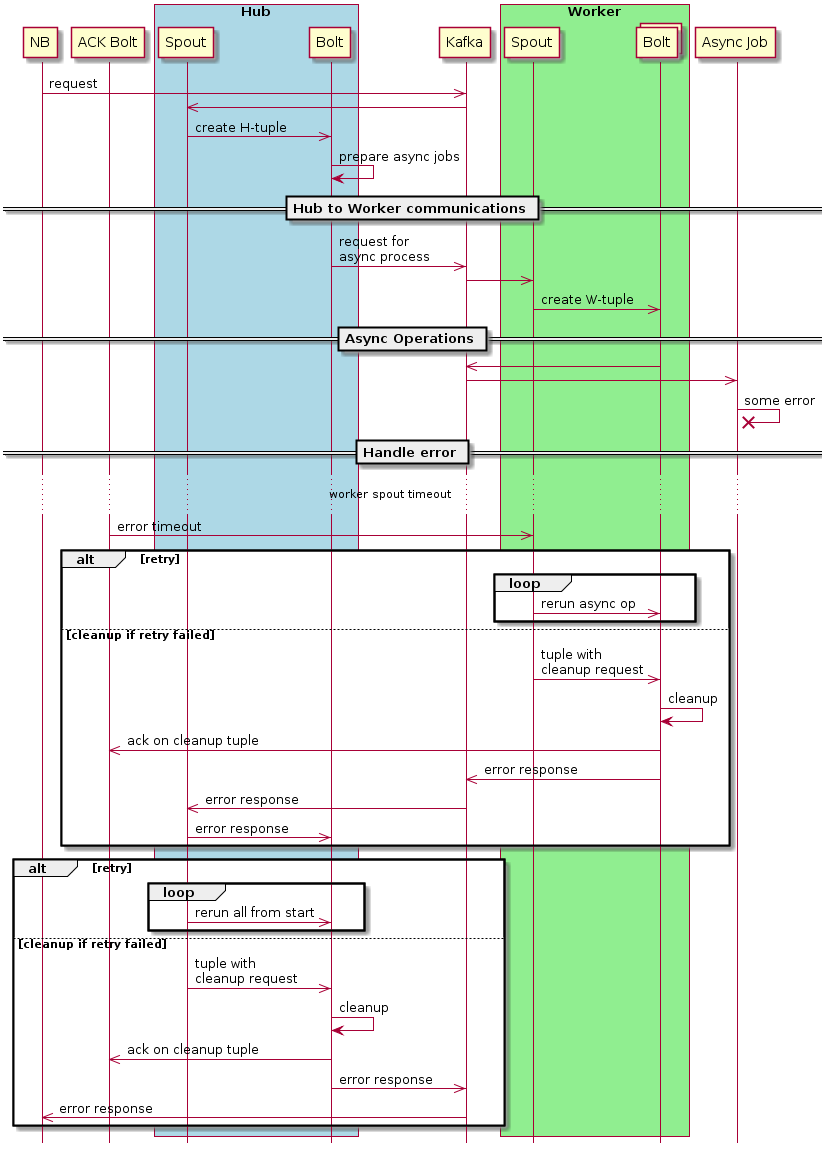 Hub
Worker
NB
ACK Bolt
Spout
Bolt
Kafka
Spout
Bolt
Async Job
request
create H-tuple
prepare async jobs
Hub to Worker communications
request for
async process
create W-tuple
Async Operations
some error
Handle error
worker spout timeout
error timeout
alt
[retry]
loop
rerun async op
[cleanup if retry failed]
tuple with
cleanup request
cleanup
ack on cleanup tuple
error response
error response
error response
alt
[retry]
loop
rerun all from start
[cleanup if retry failed]
tuple with
cleanup request
cleanup
ack on cleanup tuple
error response
error response